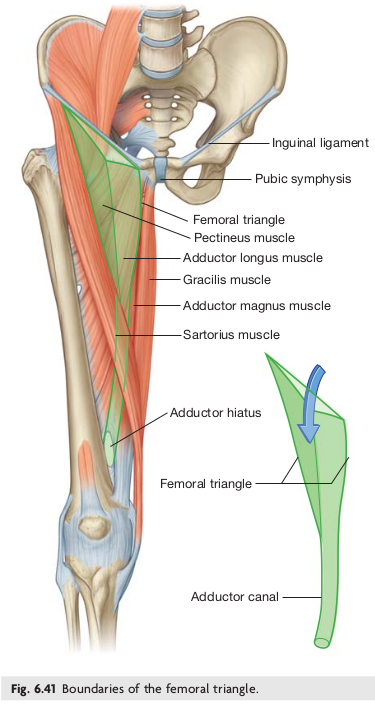 Inguinal ligament
Pubic symphysis
Femoral triangle
Pectineus muscle
Adductor longus muscle
Gracilis muscle
Adductor magnus muscle
Sartorius muscle
Adductor hiatus
Femoral triangle
Adductor canal
Fig. 6.41 Boundaries of the femoral triangle.